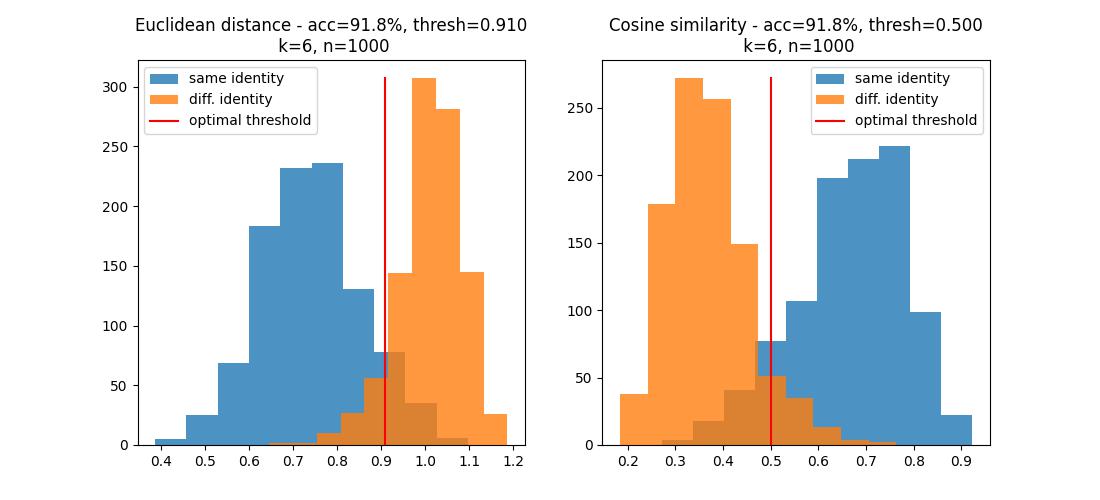 Euclidean distance - acc=91.8%, thresh=0.910
k=6, n=1000
same identity
diff. identity
optimal threshold
300
250
200
150
100
50
0
0.4 0.5 0.6 0.7 0.8 0.9 1.0 1.1 1.2
Cosine similarity - acc=91.8%, thresh=0.500
k=6, n=1000
same identity
diff. identity
optimal threshold
250
200
150
100
50
0
0.2 0.3 0.4 0.5 0.6 0.7 0.8 0.9